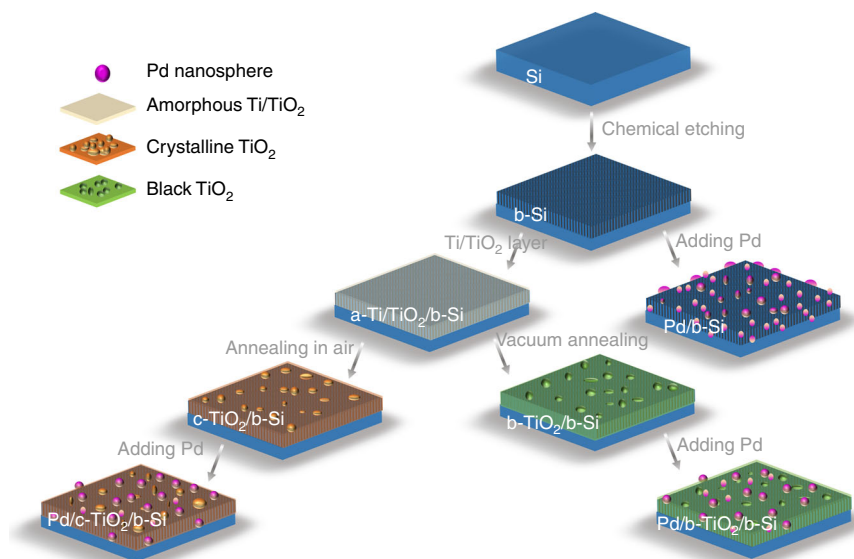 Pd nanosphere
Amorphous Ti/TiO₂
Crystalline TiO₂
Black TiO₂
Si
Chemical etching
b-Si
Ti/TiO₂ layer
Adding Pd
a-Ti/TiO₂/b-Si
Pd/b-Si
Annealing in air
Vacuum annealing
c-TiO₂/b-Si
b-TiO₂/b-Si
Adding Pd
Adding Pd
Pd/c-TiO₂/b-Si
Pd/b-TiO₂/b-Si